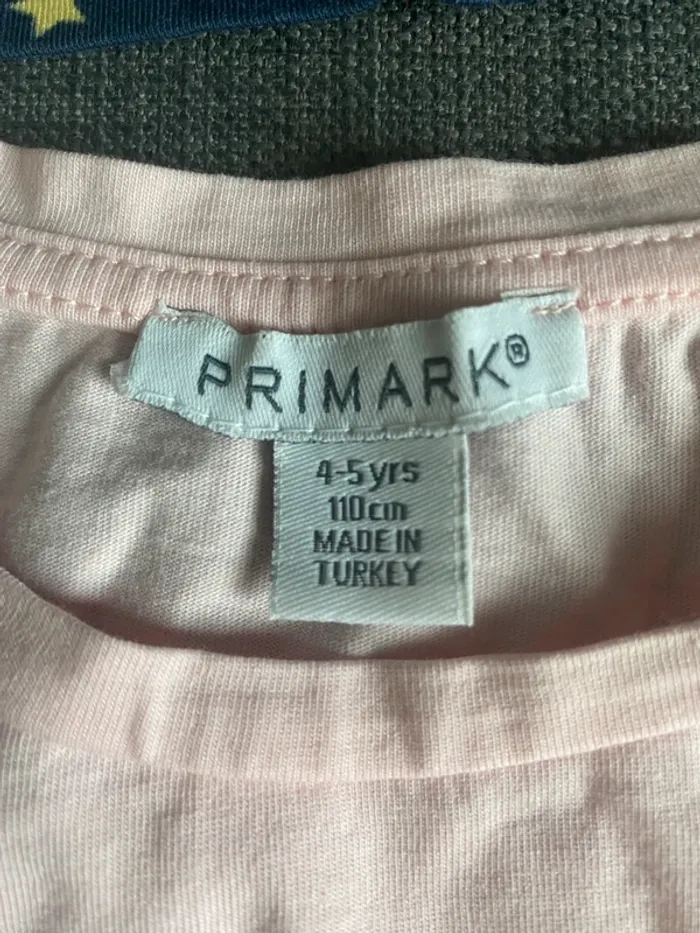 PRIMARK®
4-5yrs
110cm
MADE IN
TURKEY